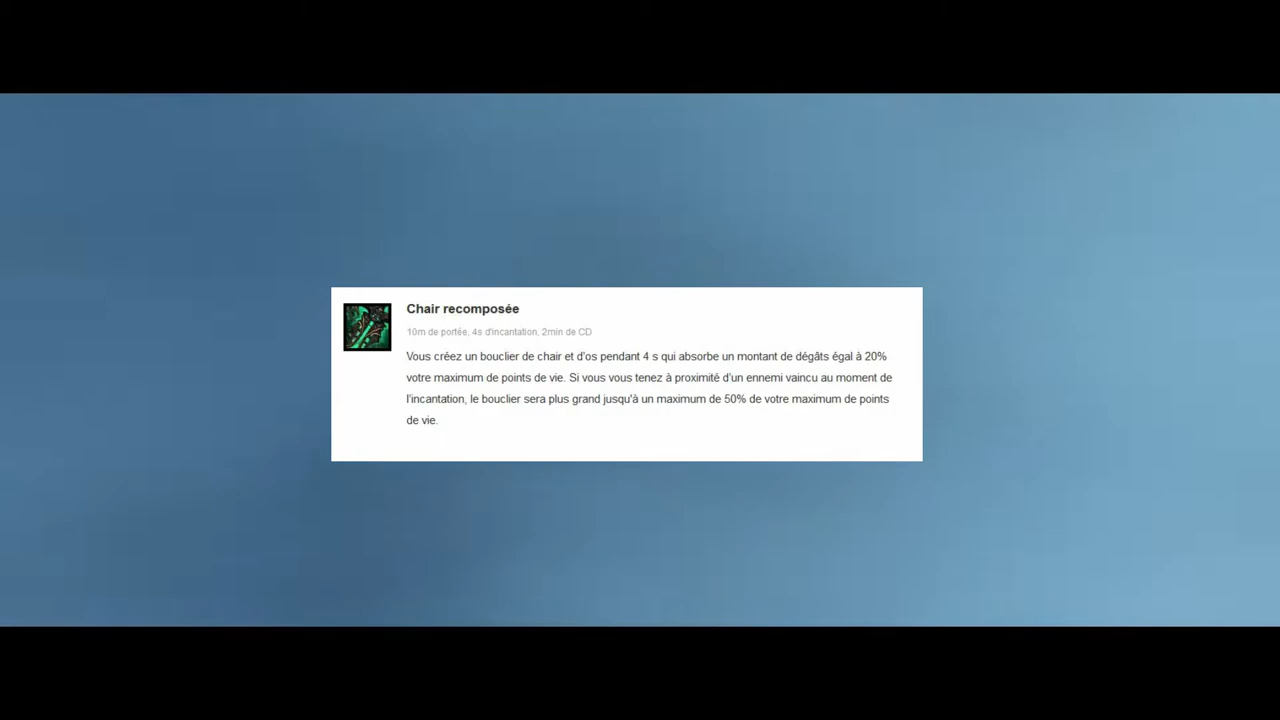 Chair recomposée
10m de portée, 4s d'incantation, 2min de CD
Vous créez un bouclier de chair et d’os pendant 4 s qui absorbe un montant de dégâts égal à 20%
votre maximum de points de vie. Si vous vous tenez à proximité d’un ennemi vaincu au moment de
l’incantation, le bouclier sera plus grand jusqu'à un maximum de 50% de votre maximum de points
de vie.